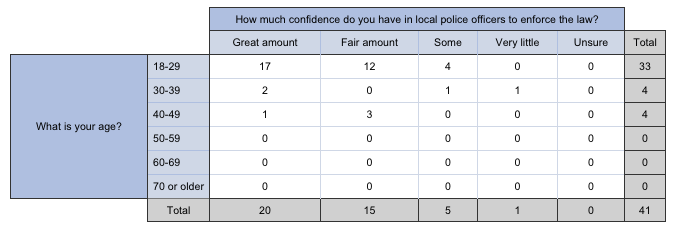 How much confidence do you have in local police officers to enforce the law?
Great amount Fair amount Some Very little Unsure Total
What is your age?
18-29 17 12 4 0 0 33
30-39 2 0 1 1 0 4
40-49 1 3 0 0 0 4
50-59 0 0 0 0 0 0
60-69 0 0 0 0 0 0
70 or older 0 0 0 0 0 0
Total 20 15 5 1 0 41